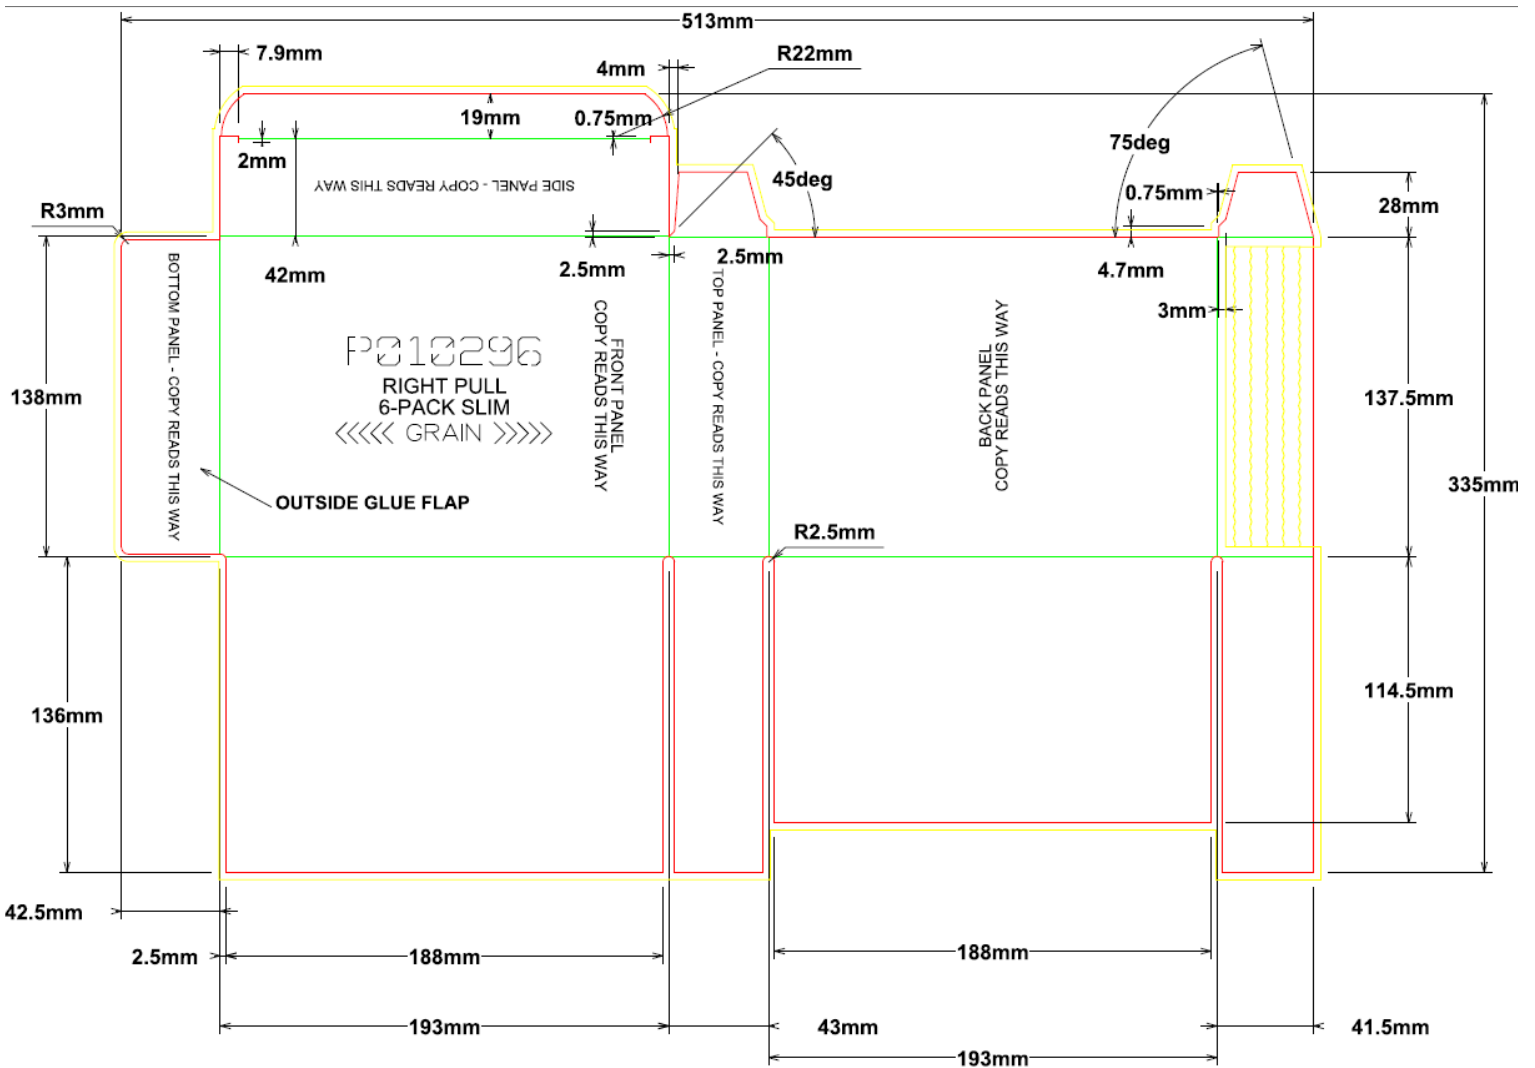 513mm
7.9mm
4mm
R22mm
19mm
0.75mm
2mm
75deg
45deg
SIDE PANEL - COPY READS THIS WAY
0.75mm
28mm
R3mm
42mm
2.5mm
2.5mm
4.7mm
3mm
BOTTOM PANEL - COPY READS THIS WAY
P010296
RIGHT PULL
6-PACK SLIM
<<<<< GRAIN >>>>>
FRONT PANEL
COPY READS THIS WAY
TOP PANEL - COPY READS THIS WAY
BACK PANEL
COPY READS THIS WAY
138mm
137.5mm
335mm
OUTSIDE GLUE FLAP
R2.5mm
136mm
114.5mm
42.5mm
2.5mm
188mm
188mm
193mm
43mm
41.5mm
193mm